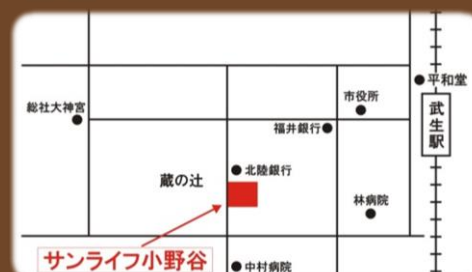 平和堂
武生駅
市役所
総社大神宮
福井銀行
北陸銀行
蔵の辻
林病院
サンライフ小野谷
中村病院